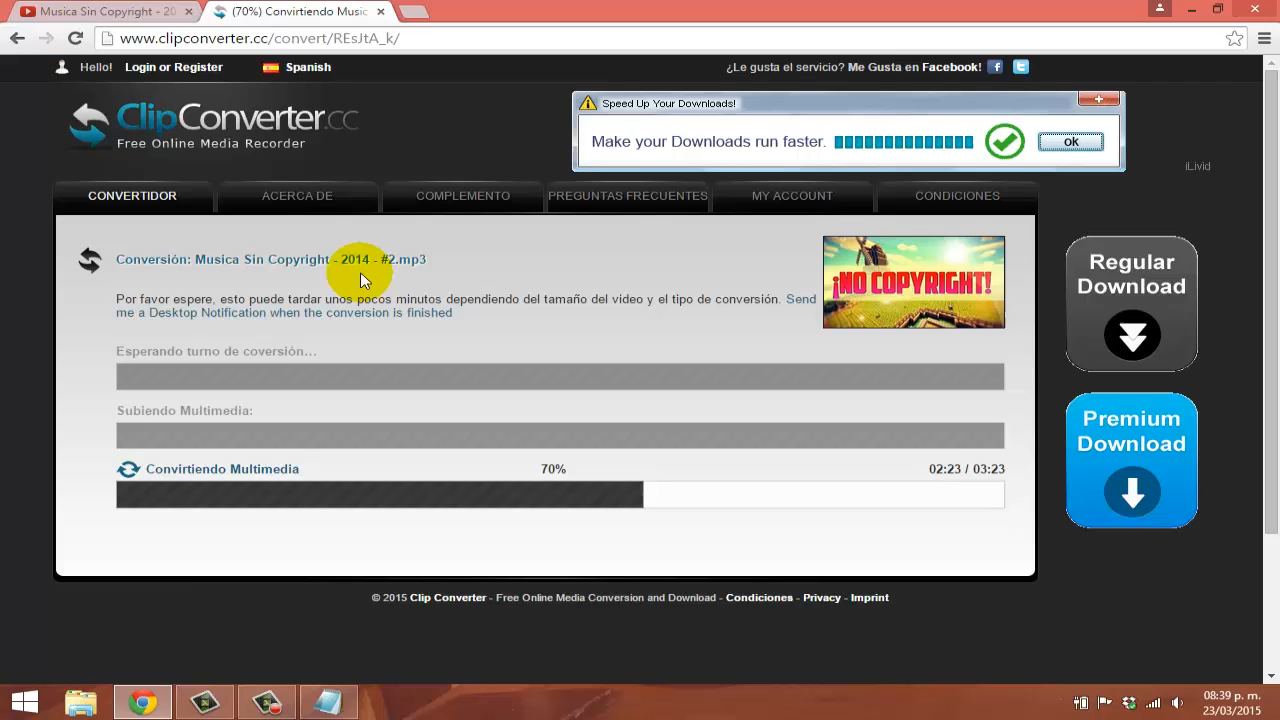 Musica Sin Copyright - 20
(70%) Convirtiendo Music
www.clipconverter.cc/convert/REsJtA_k/
Hello! Login or Register Spanish
¿Le gusta el servicio? Me Gusta en Facebook!
ClipConverter.cc
Free Online Media Recorder
Speed Up Your Downloads!
Make your Downloads run faster. ok
iLivid
CONVERTIDOR ACERCA DE COMPLEMENTO PREGUNTAS FRECUENTES MY ACCOUNT CONDICIONES
Conversión: Musica Sin Copyright - 2014 - #2.mp3
Por favor espere, esto puede tardar unos pocos minutos dependiendo del tamaño del video y el tipo de conversión. Send
me a Desktop Notification when the conversion is finished
¡NO COPYRIGHT!
Esperando turno de coversión...
Subiendo Multimedia:
Convirtiendo Multimedia 70% 02:23 / 03:23
Regular
Download
Premium
Download
© 2015 Clip Converter - Free Online Media Conversion and Download - Condiciones - Privacy - Imprint
08:39 p. m.
23/03/2015